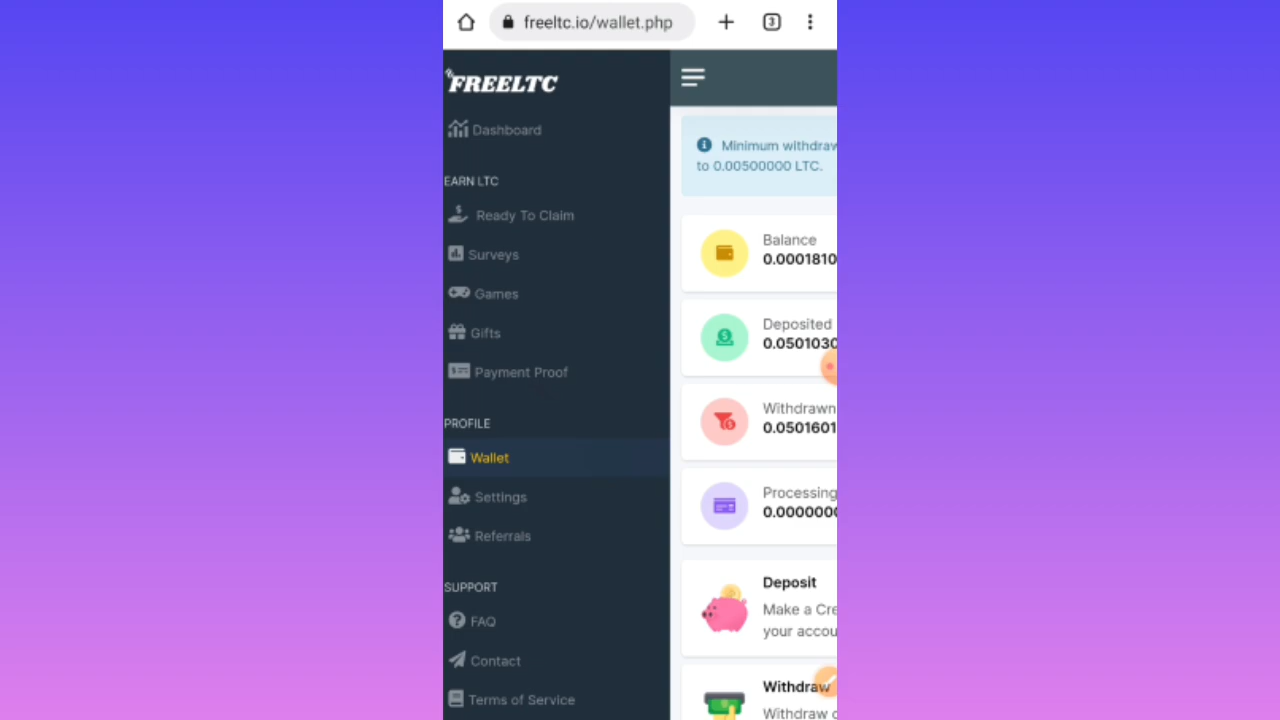 freeltc.io/wallet.php
3
FREELTC
Dashboard
EARN LTC
Ready To Claim
Surveys
Games
Gifts
Payment Proof
PROFILE
Wallet
Settings
Referrals
SUPPORT
FAQ
Contact
Terms of Service
Minimum withdraw
to 0.00500000 LTC.
Balance
0.0001810
Deposited
0.0501030
Withdrawn
0.0501601
Processing
0.0000000
Deposit
Make a Cre
your accou
Withdraw
Withdraw